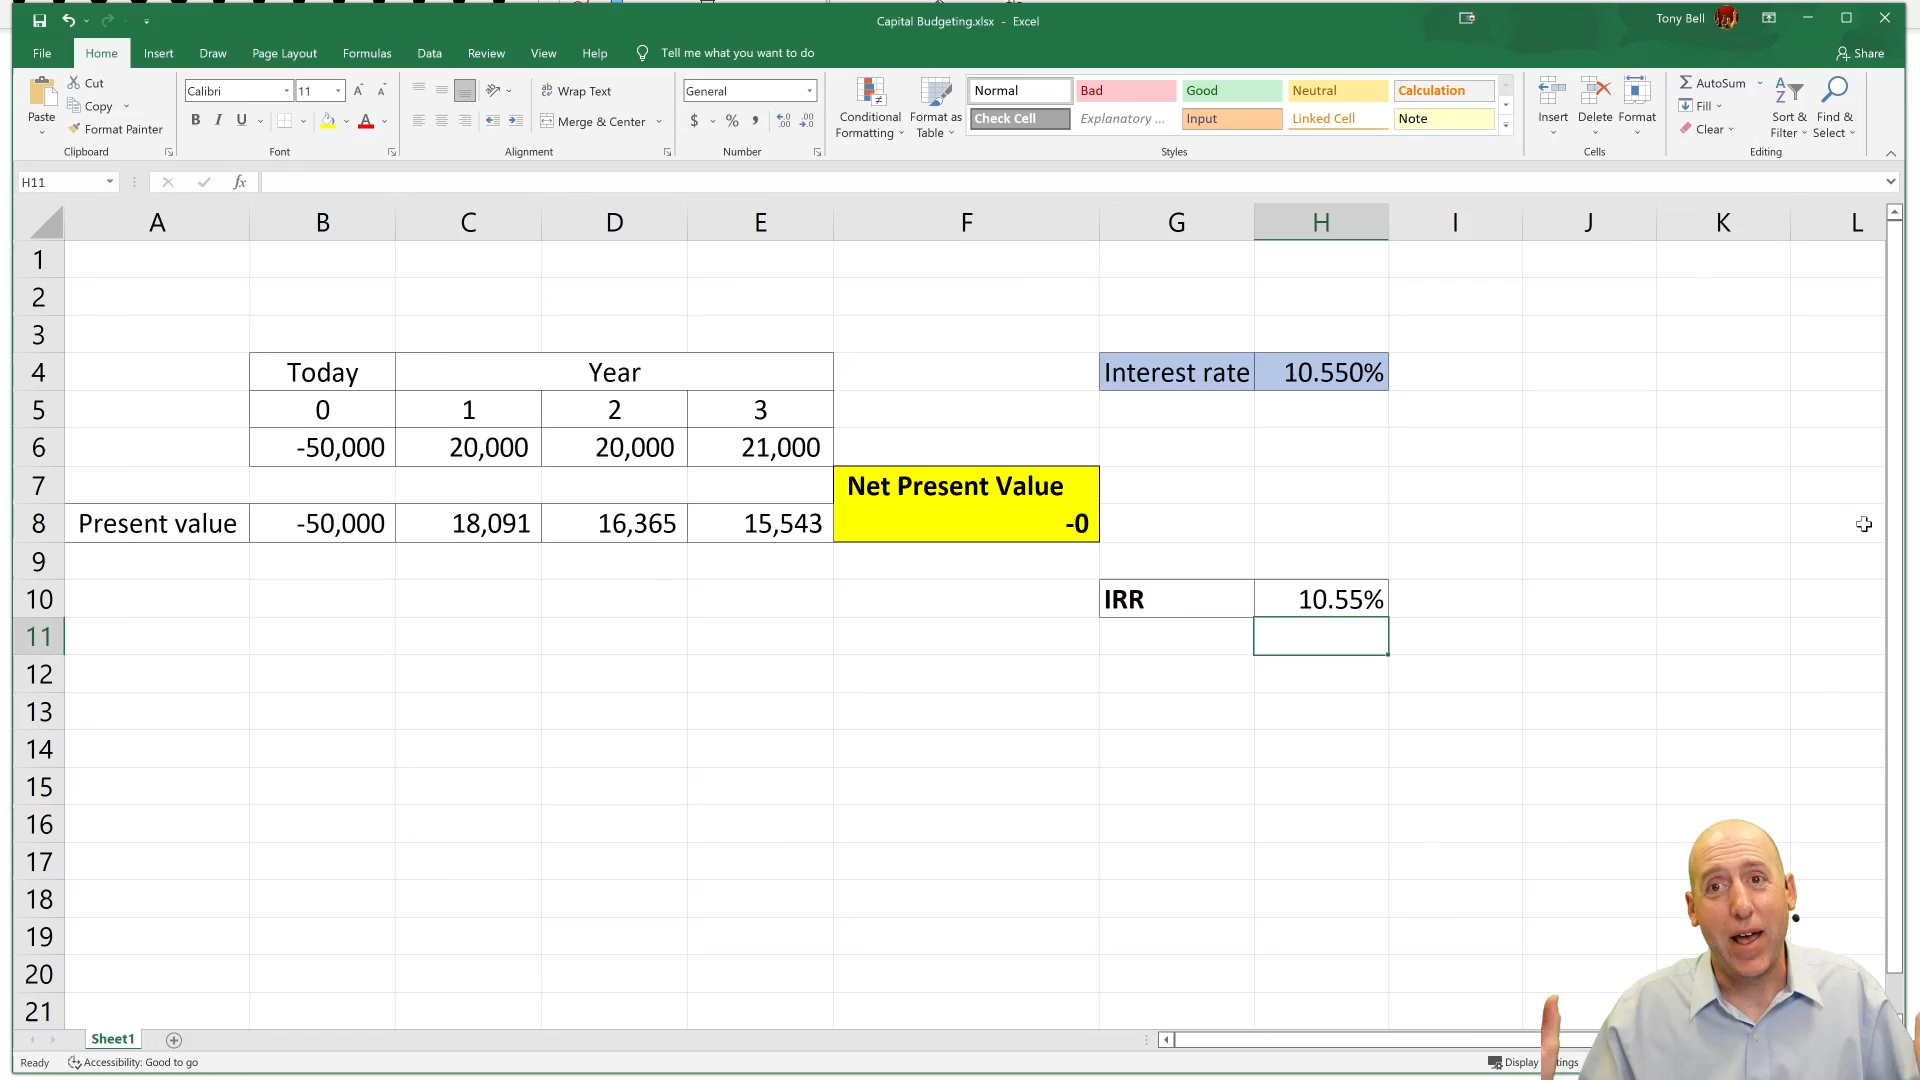 Capital Budgeting.xlsx - Excel
Tony Bell
File Home Insert Draw Page Layout Formulas Data Review View Help Tell me what you want to do
Share
Paste
Cut
Copy
Format Painter
Clipboard
Calibri 11
B I U
Font
Wrap Text
Merge & Center
Alignment
General
$ % ,
Number
Conditional Formatting
Format as Table
Normal Bad Good Neutral Calculation
Check Cell Explanatory ... Input Linked Cell Note
Styles
Insert Delete Format
Cells
AutoSum
Fill
Clear
Sort & Filter
Find & Select
Editing
H11
fx
A B C D E F G H I J K L
1
2
3
4 Today Year Interest rate 10.550%
5 0 1 2 3
6 -50,000 20,000 20,000 21,000
7 Net Present Value
8 Present value -50,000 18,091 16,365 15,543 -0
9
10 IRR 10.55%
11
12
13
14
15
16
17
18
19
20
21
Sheet1
Ready Accessibility: Good to go